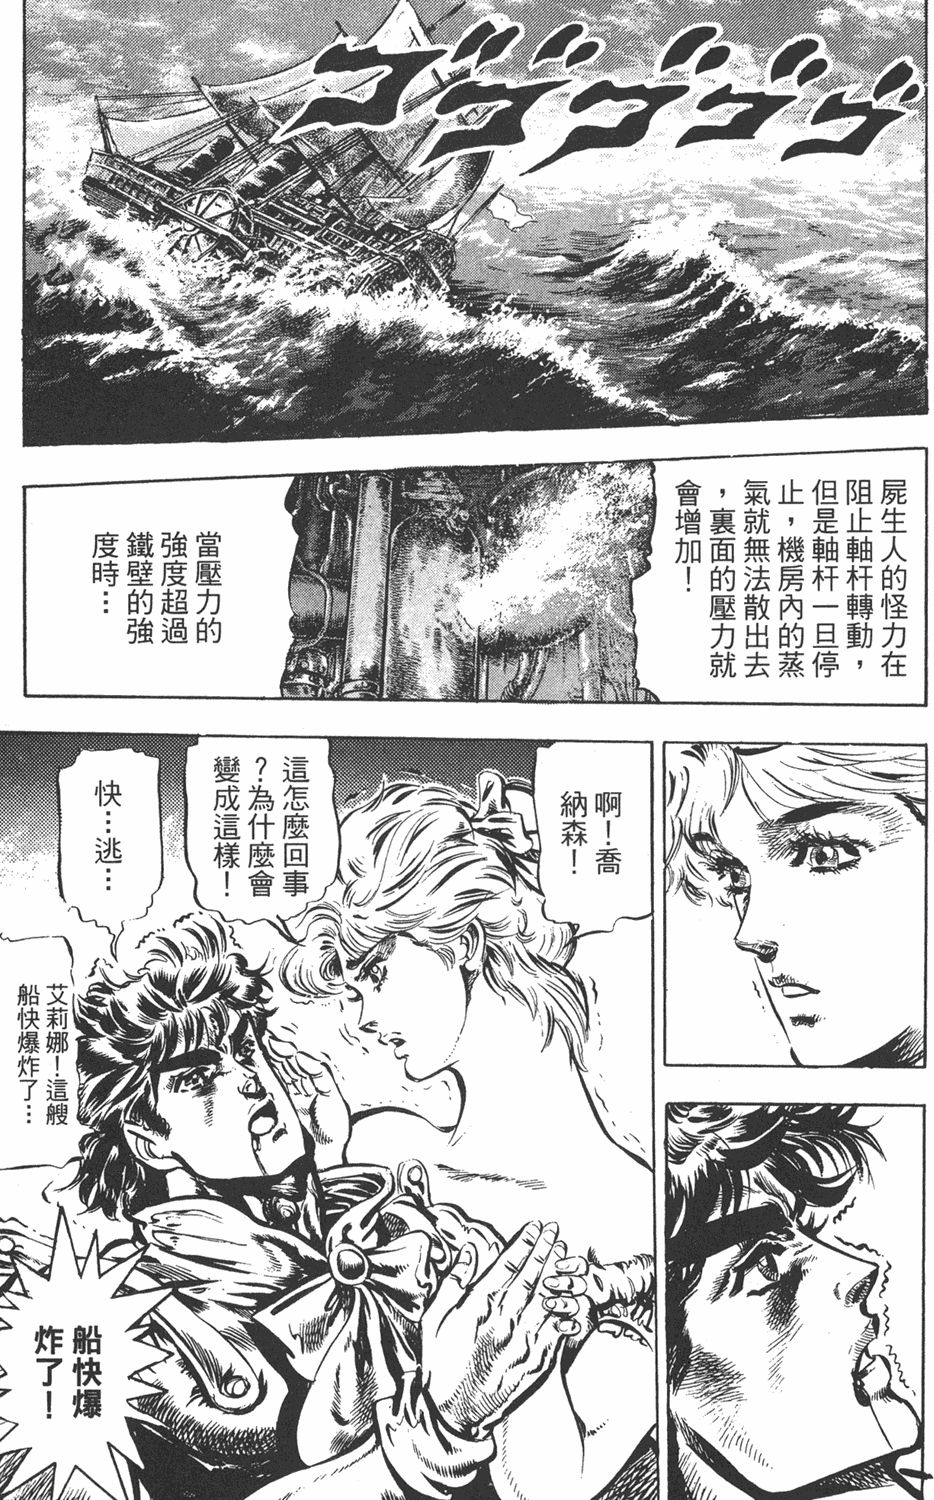 ゴゴゴゴゴゴ
屍生人的怪力在
阻止軸杆轉動，
但是軸杆一旦停
止，機房內的蒸
氣就無法散出去
，裏面的壓力就
會增加！
當壓力的
強度超過
鐵壁的強
度時…
啊！喬
納森！
這怎麼回事
？為什麼會
變成這樣！
快…逃…
艾莉娜！這艘
船快爆炸了…
船快爆
炸了！